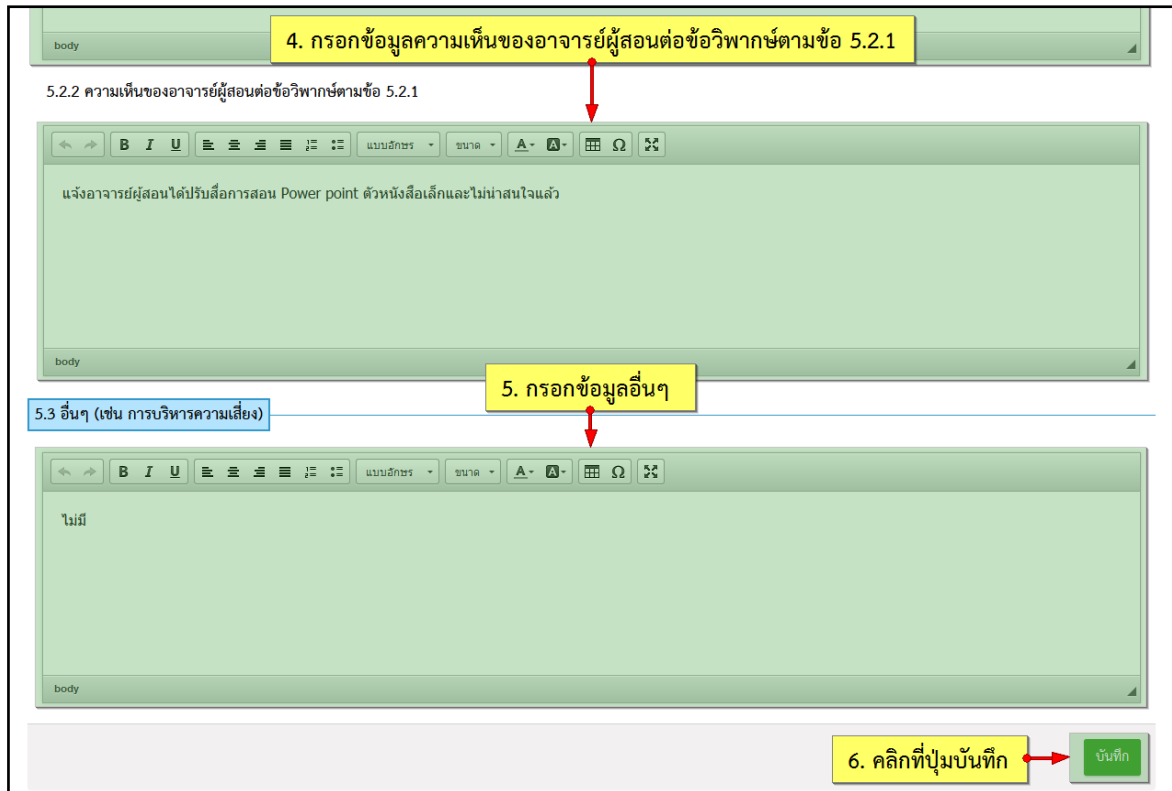 4. กรอกข้อมูลความเห็นของอาจารย์ผู้สอนต่อข้อวิพากษ์ตามข้อ 5.2.1
body
5.2.2 ความเห็นของอาจารย์ผู้สอนต่อข้อวิพากษ์ตามข้อ 5.2.1
B I U แบบอักษร ขนาด A A Ω
แจ้งอาจารย์ผู้สอนได้ปรับสื่อการสอน Power point ตัวหนังสือเล็กและไม่น่าสนใจแล้ว
body
5. กรอกข้อมูลอื่นๆ
5.3 อื่นๆ (เช่น การบริหารความเสี่ยง)
B I U แบบอักษร ขนาด A A Ω
ไม่มี
body
6. คลิกที่ปุ่มบันทึก
บันทึก